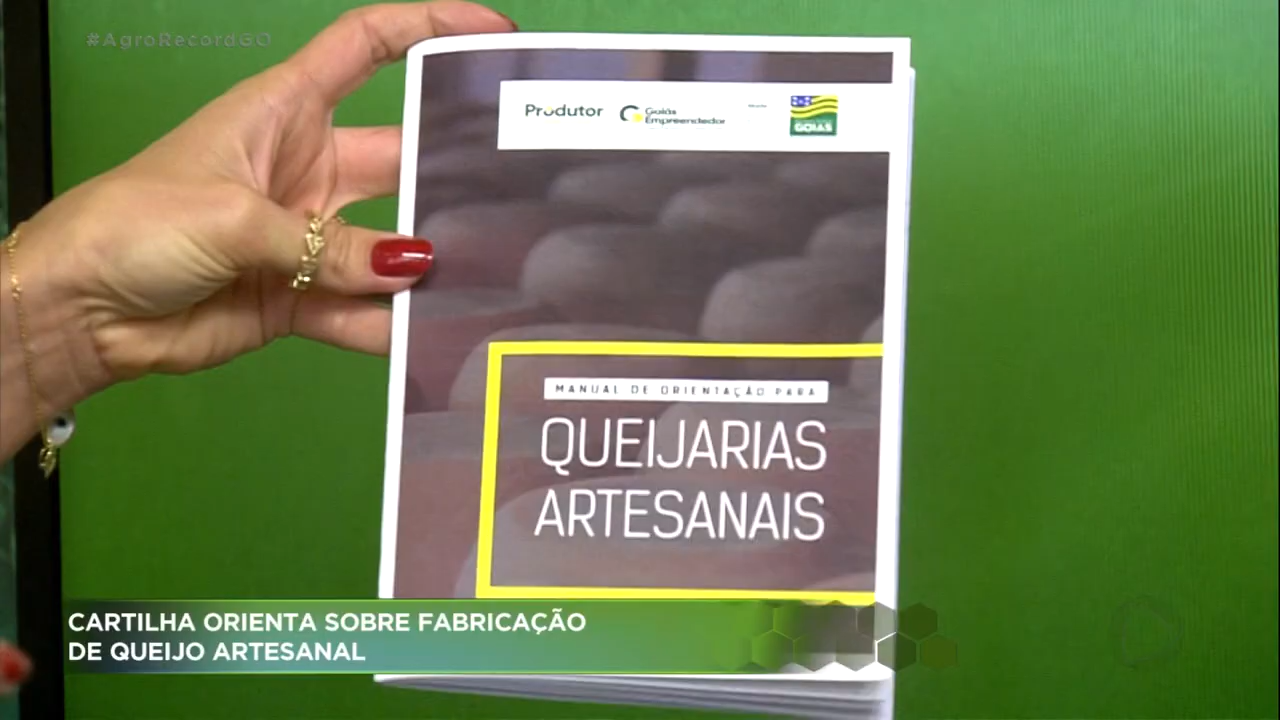 #AgroRecordGO
Produtor
Goiás
Empreendedor
GOIÁS
MANUAL DE ORIENTAÇÃO PARA
QUEIJARIAS
ARTESANAIS
CARTILHA ORIENTA SOBRE FABRICAÇÃO
DE QUEIJO ARTESANAL